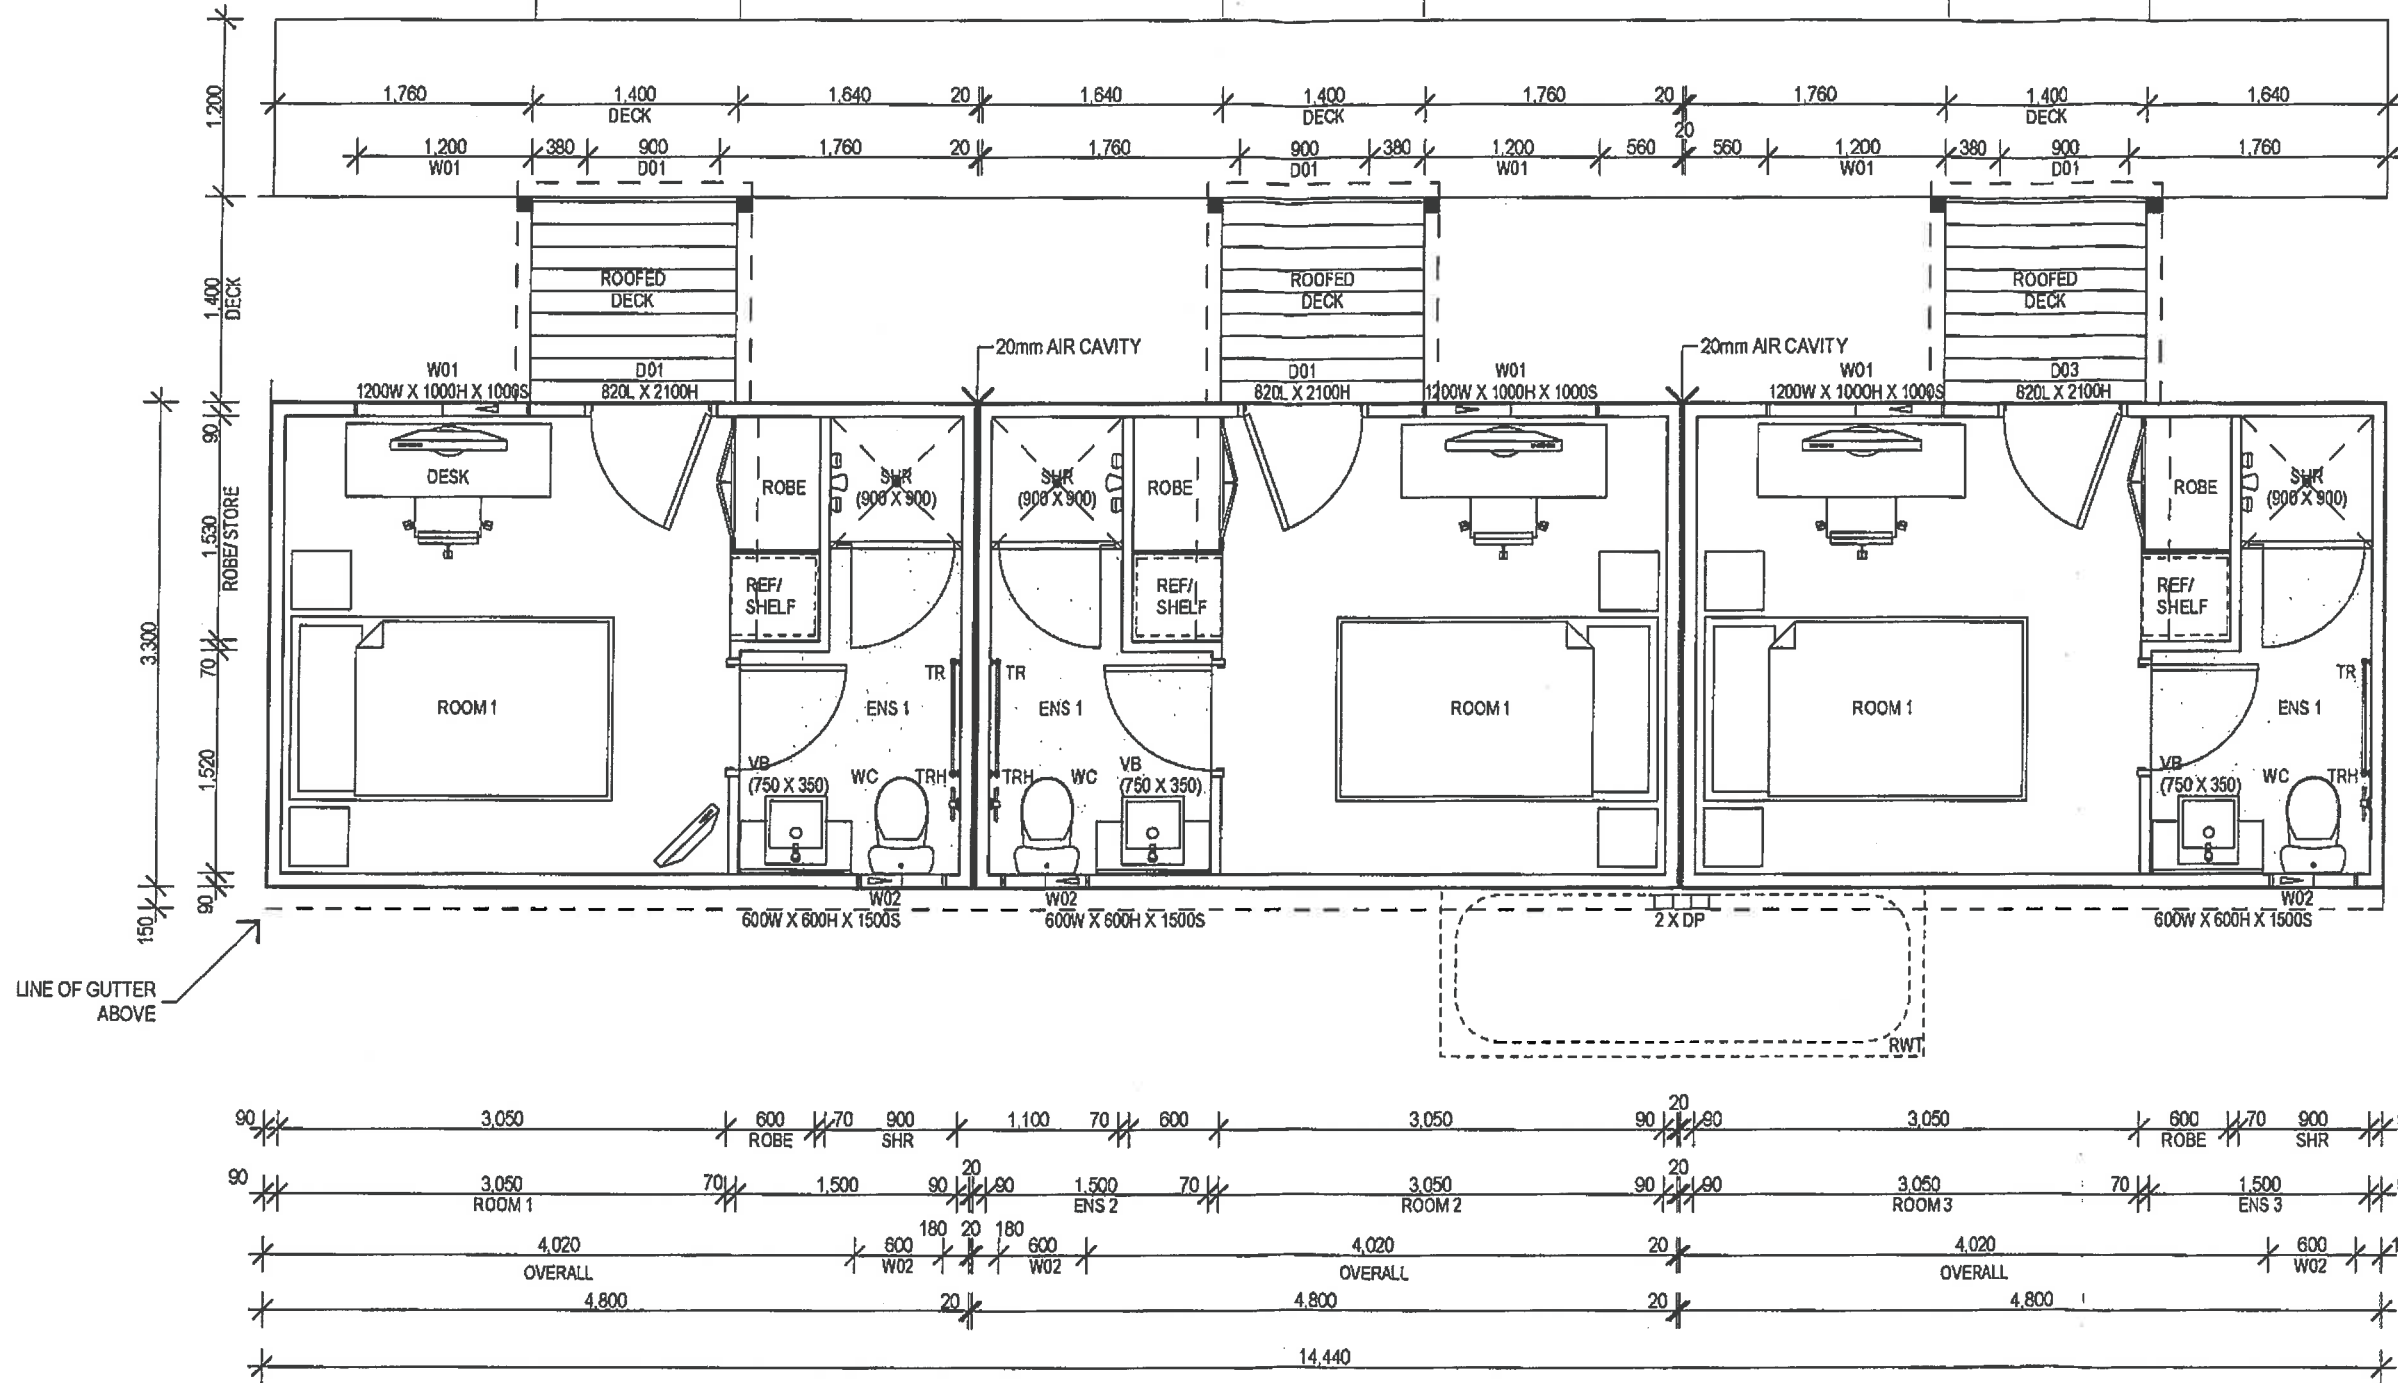 1,760 1,400 1,640 20 1,640 1,400 1,760 20 1,760 1,400 1,640
DECK DECK DECK
1,200
20
1,200 380 900 1,760 20 1,760 900 380 1,200 560 560 1,200 380 900 1,760
W01 D01 D01 W01 W01 D01
1,400
DECK
ROOFED
DECK
ROOFED
DECK
ROOFED
DECK
20mm AIR CAVITY
20mm AIR CAVITY
W01
1200W X 1000H X 1000S
D01
820L X 2100H
D01
820L X 2100H
W01
1200W X 1000H X 1000S
W01
1200W X 1000H X 1000S
D03
820L X 2100H
90
DESK
ROBE
SHR
(900 X 900)
SHR
(900 X 900)
ROBE
ROBE
SHR
(900 X 900)
1,530
ROBE/ STORE
REF/
SHELF
REF/
SHELF
REF/
SHELF
3,300
70
TR TR TR
ROOM 1 ENS 1 ENS 1 ROOM 1 ROOM 1 ENS 1
1,520
VB
(750 X 350)
WC TRH
TRH WC
VB
(750 X 350)
VB
(750 X 350)
WC TRH
90
150
W02
600W X 600H X 1500S
W02
600W X 600H X 1500S
2 X DP
W02
600W X 600H X 1500S
LINE OF GUTTER
ABOVE
RWT
20
90 3,050 600 70 900 1,100 70 600 3,050 90 90 3,050 600 70 900
ROBE SHR ROBE SHR
20 20
90 3,050 70 1,500 90 90 1,500 70 3,050 90 90 3,050 70 1,500
ROOM 1 ENS 2 ROOM 2 ROOM 3 ENS 3
180 20 180
4,020 600 600 4,020 20 4,020 600
OVERALL W02 W02 OVERALL OVERALL W02
4,800 20 4,800 20 4,800
14,440